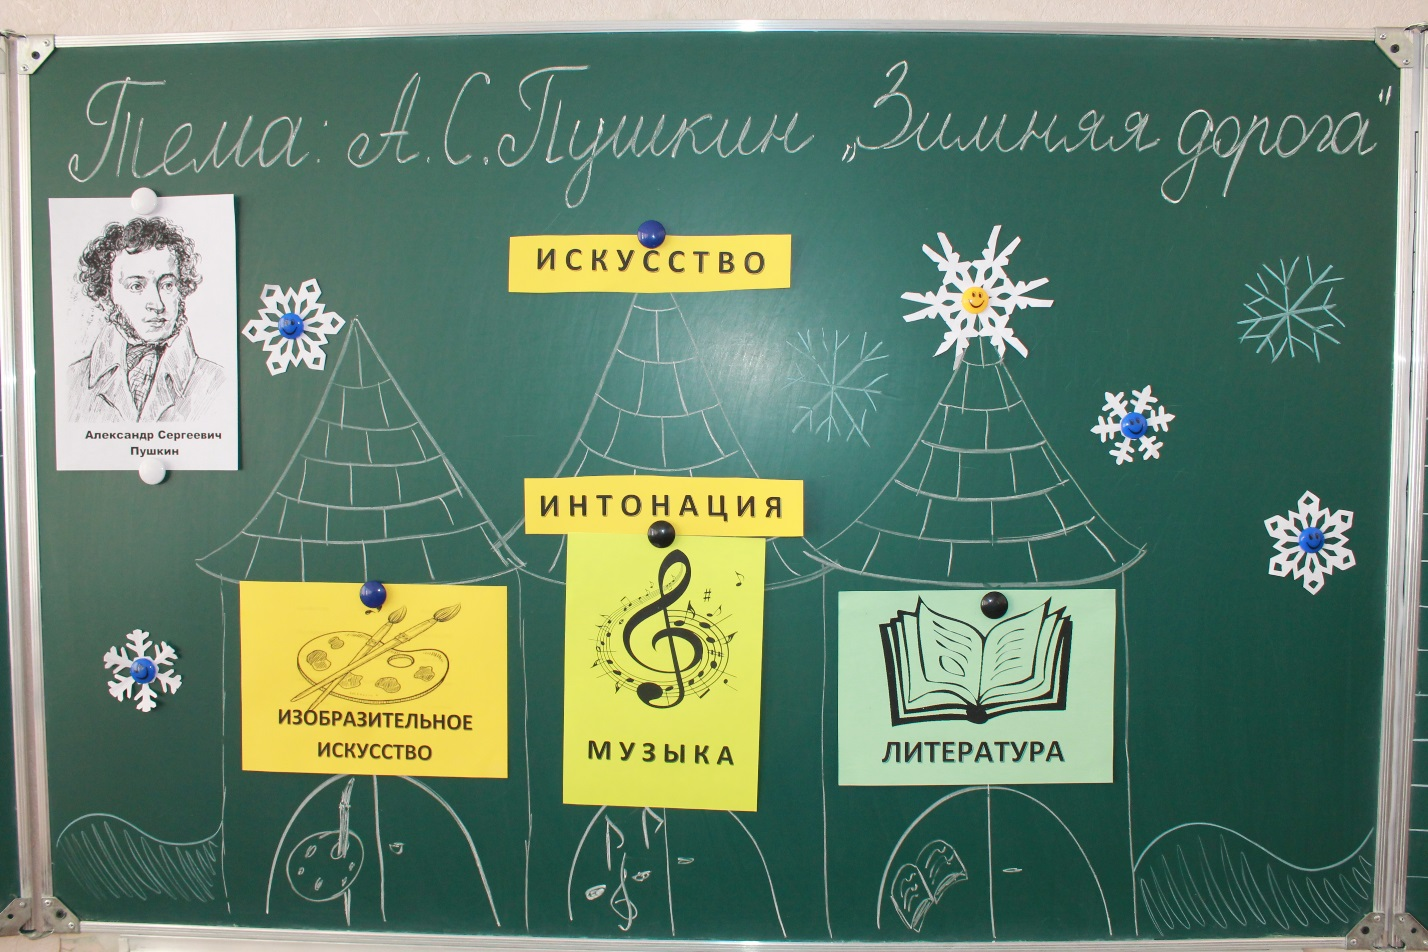 Тема: А.С.Пушкин „Зимняя дорога"
Александр Сергеевич
Пушкин
ИСКУССТВО
ИНТОНАЦИЯ
ИЗОБРАЗИТЕЛЬНОЕ
ИСКУССТВО
МУЗЫКА
ЛИТЕРАТУРА